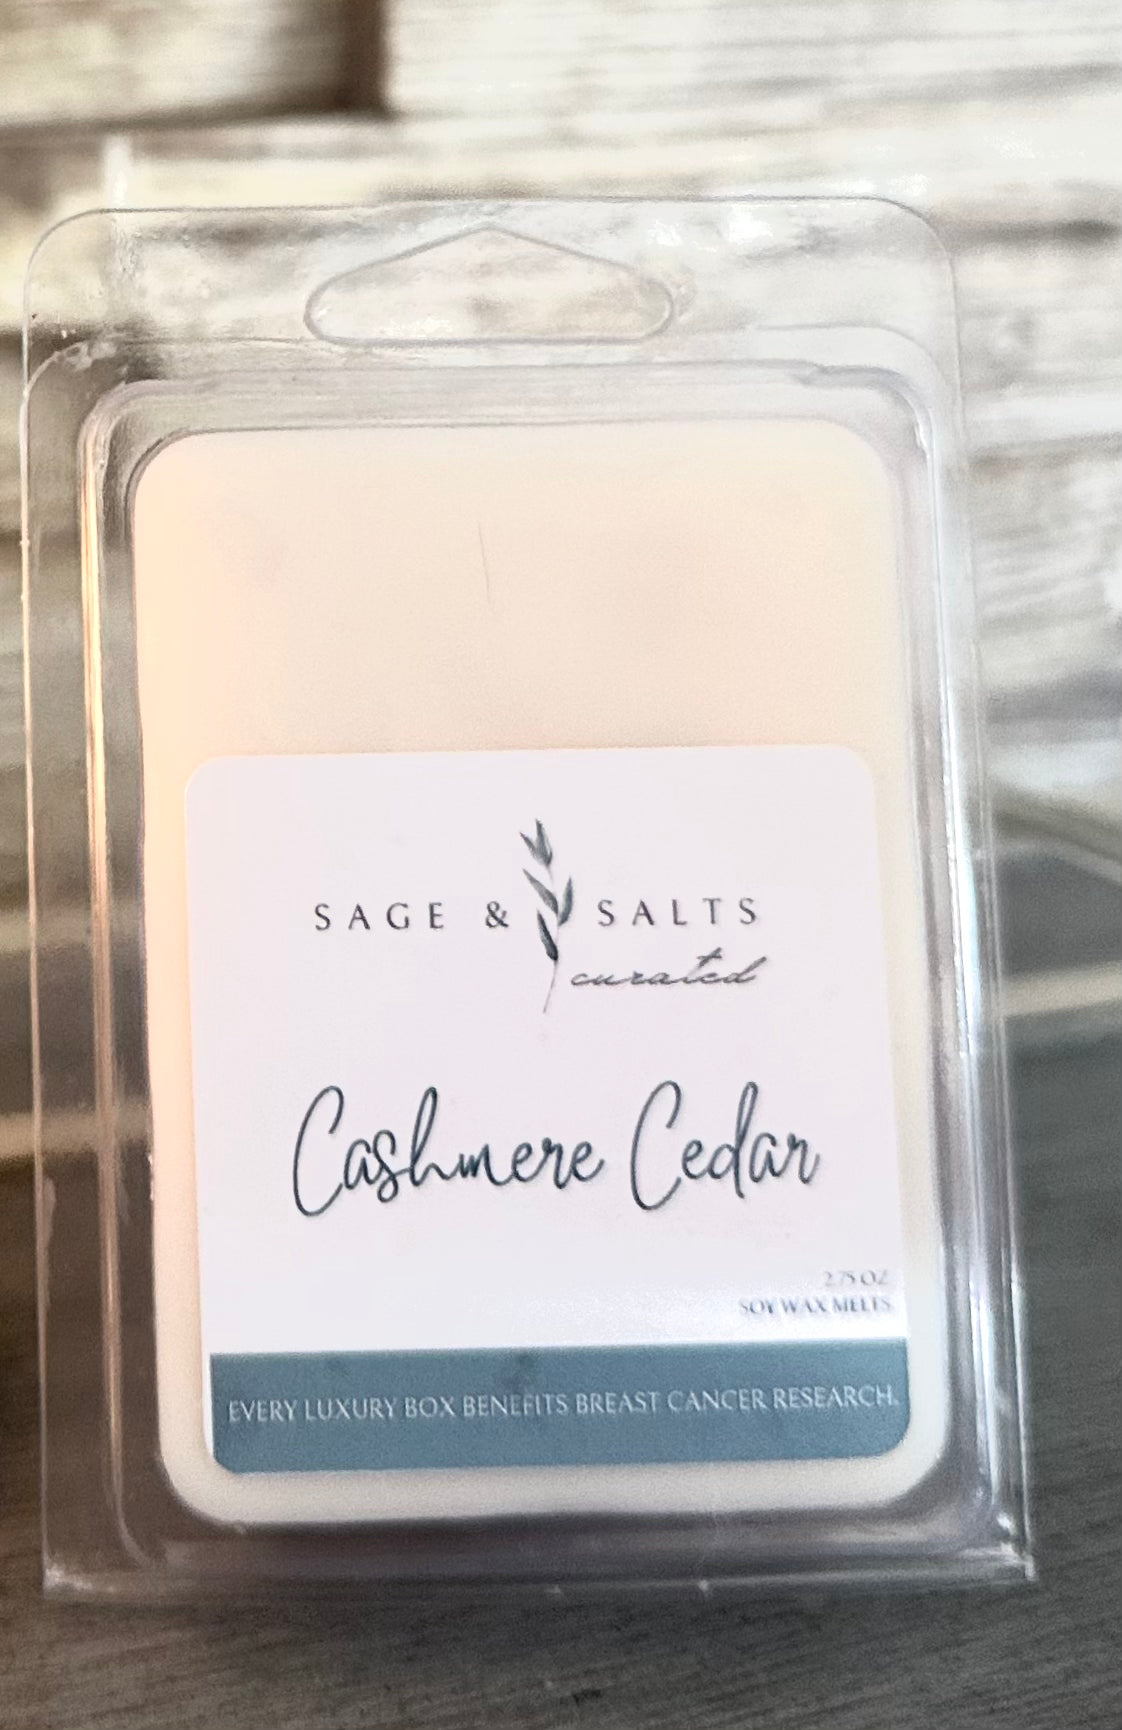 SAGE & SALTS
curated
Cashmere Cedar
2.75 OZ
SOY WAX MELTS
EVERY LUXURY BOX BENEFITS BREAST CANCER RESEARCH.